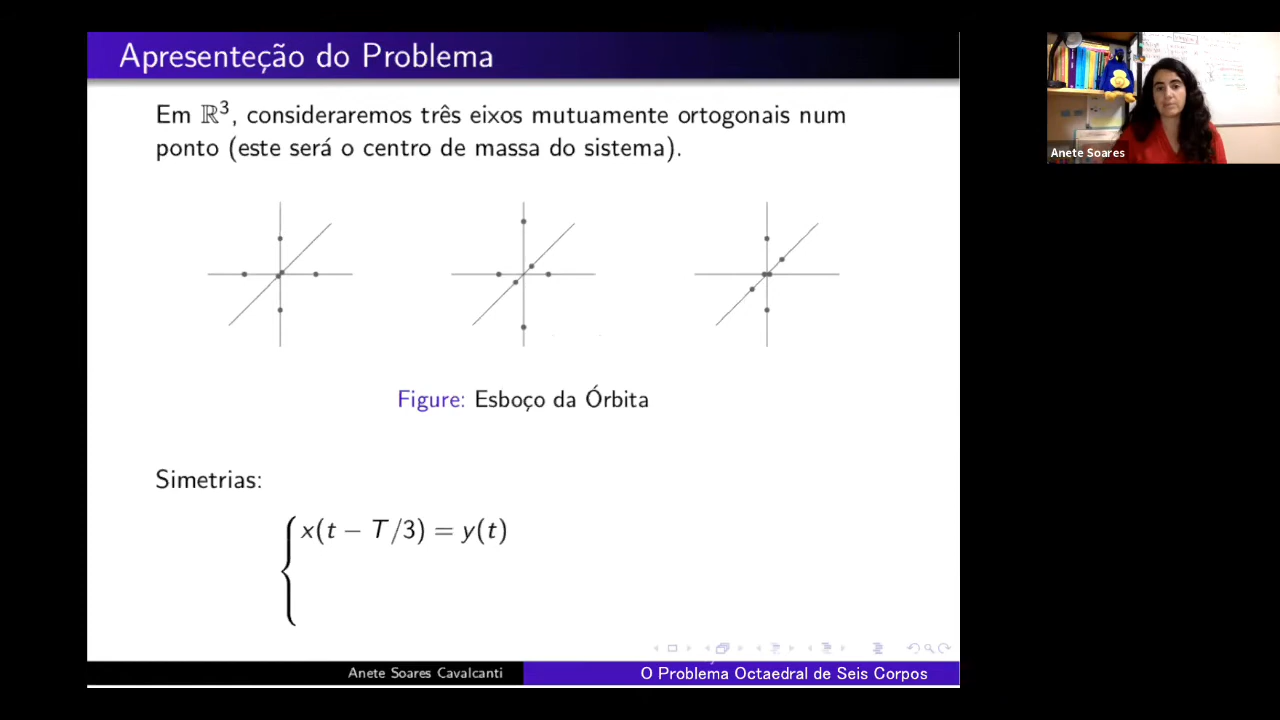 Apresenteção do Problema
Em ℝ³, consideraremos três eixos mutuamente ortogonais num
ponto (este será o centro de massa do sistema).
Figure: Esboço da Órbita
Simetrias:
x(t − T/3) = y(t)
Anete Soares Cavalcanti
O Problema Octaedral de Seis Corpos
Anete Soares